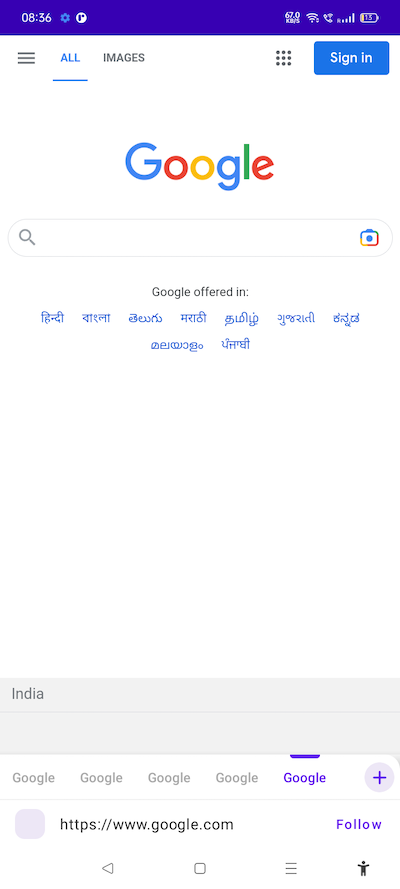 08:36 67.0 KB/S 15
ALL IMAGES Sign in
Google
Google offered in:
हिन्दी বাংলা తెలుగు मराठी தமிழ் ગુજરાતી ಕನ್ನಡ
മലയാളം ਪੰਜਾਬੀ
India
Google Google Google Google Google
https://www.google.com Follow